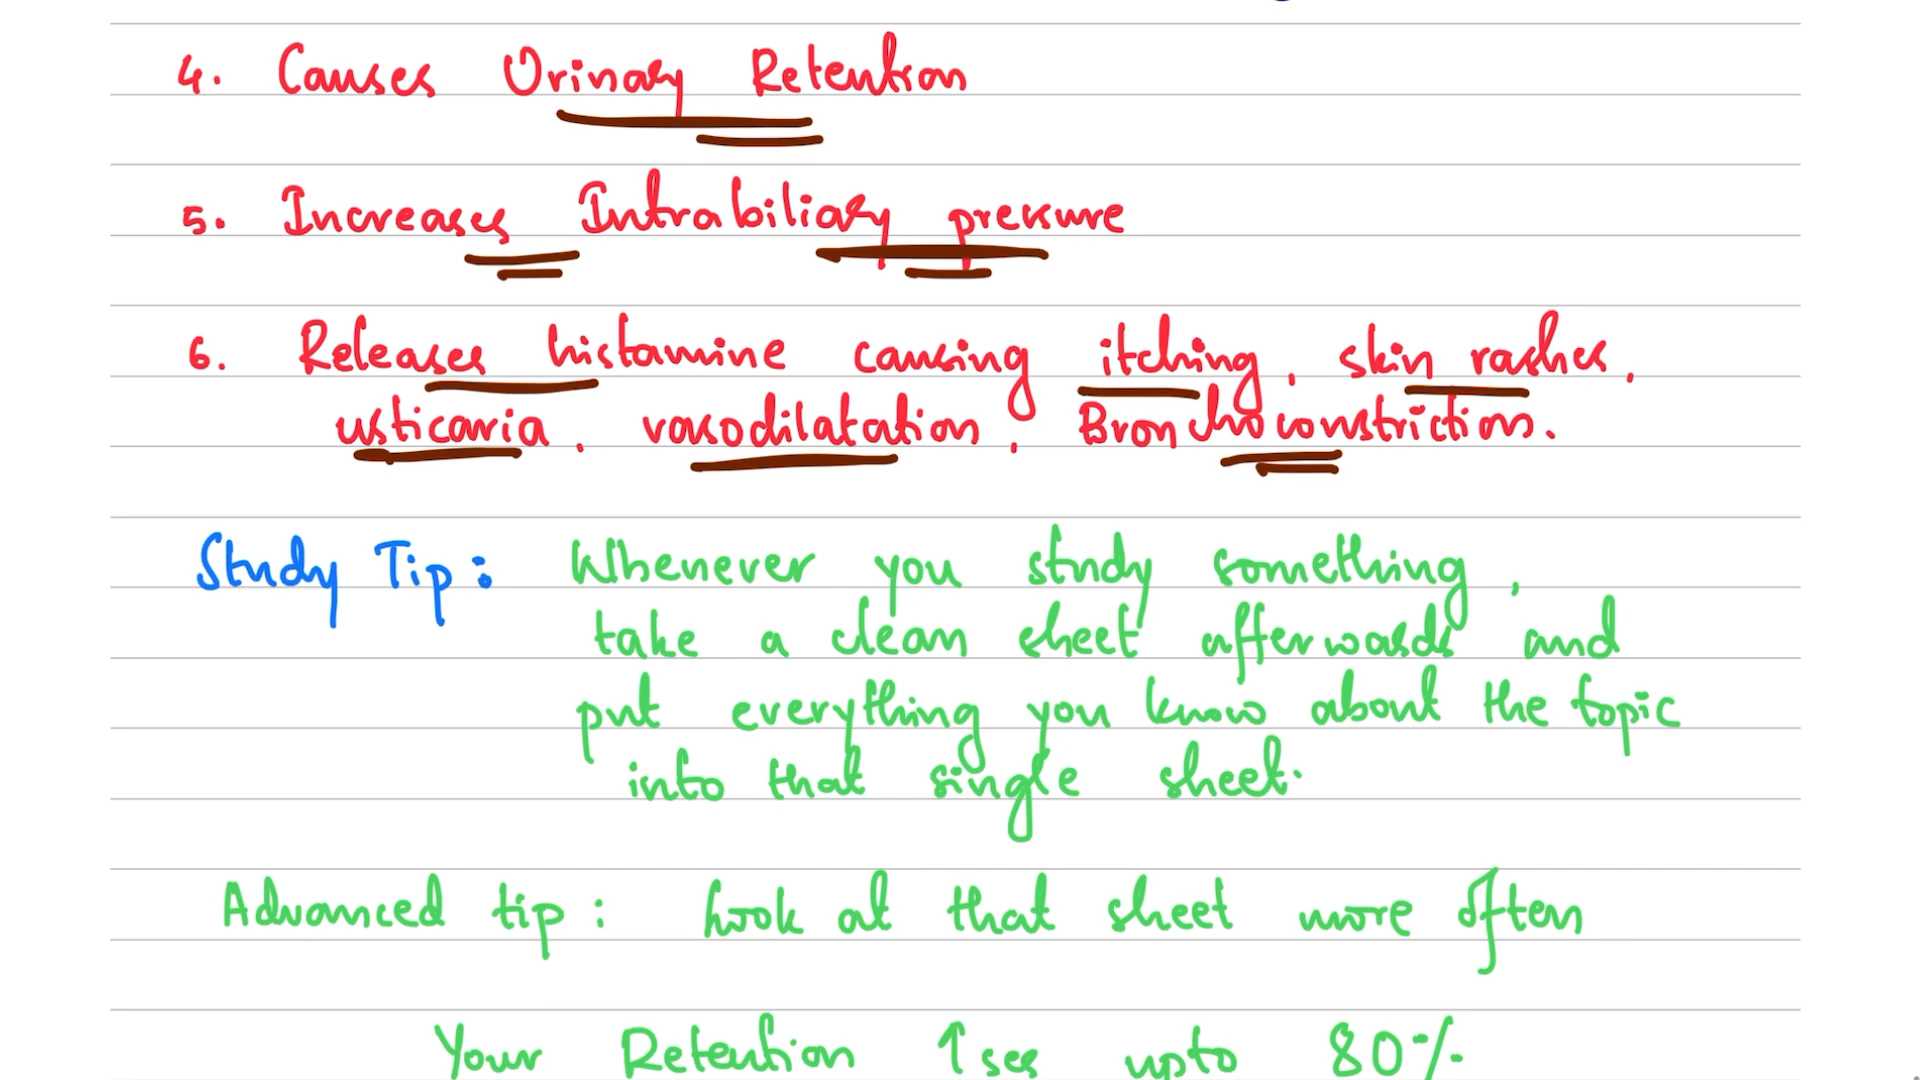 4. Causes Urinary Retention
5. Increases Intrabiliary pressure
6. Releases histamine causing itching, skin rashes,
urticaria, vasodilatation, Bronchoconstriction.
Study Tip: Whenever you study something,
take a clean sheet afterwards and
put everything you know about the topic
into that single sheet.
Advanced tip: Look at that sheet more often
Your Retention ↑ses upto 80%